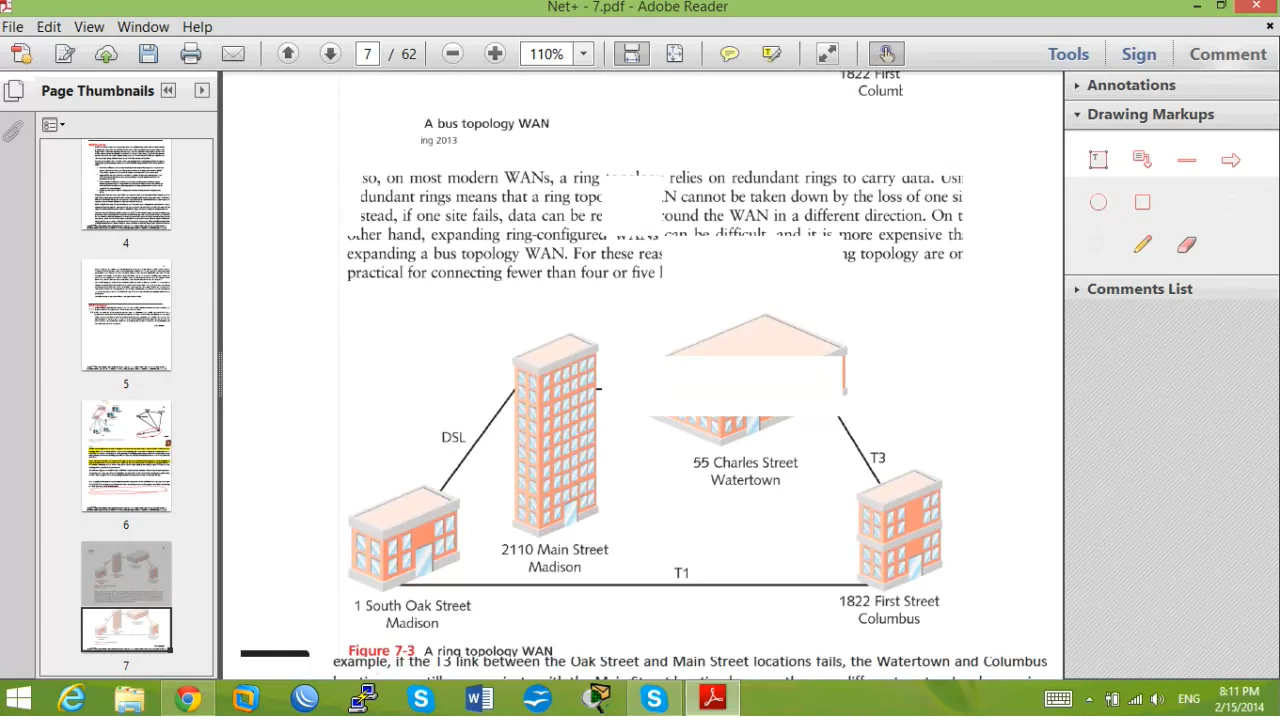 Net+ - 7.pdf - Adobe Reader
File Edit View Window Help
7 / 62 110% Tools Sign Comment
Page Thumbnails
4
5
6
7
Annotations
Drawing Markups
T
Comments List
1822 First
Columb
A bus topology WAN
ing 2013
so, on most modern WANs, a ring topology relies on redundant rings to carry data. Usi
dundant rings means that a ring topo N cannot be taken down by the loss of one si
stead, if one site fails, data can be re ound the WAN in a different direction. On t
other hand, expanding ring-configured WANs can be difficult, and it is more expensive th
expanding a bus topology WAN. For these reas ng topology are on
practical for connecting fewer than four or five l
DSL
55 Charles Street
Watertown
T3
2110 Main Street
Madison
T1
1 South Oak Street
Madison
1822 First Street
Columbus
Figure 7-3 A ring topology WAN
example, if the T3 link between the Oak Street and Main Street locations fails, the Watertown and Columbus
ENG
8:11 PM
2/15/2014